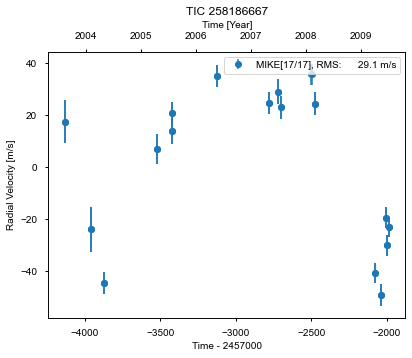 TIC 258186667
Time [Year]
2004 2005 2006 2007 2008 2009
MIKE[17/17], RMS: 29.1 m/s
40
20
0
−20
−40
Radial Velocity [m/s]
−4000 −3500 −3000 −2500 −2000
Time - 2457000